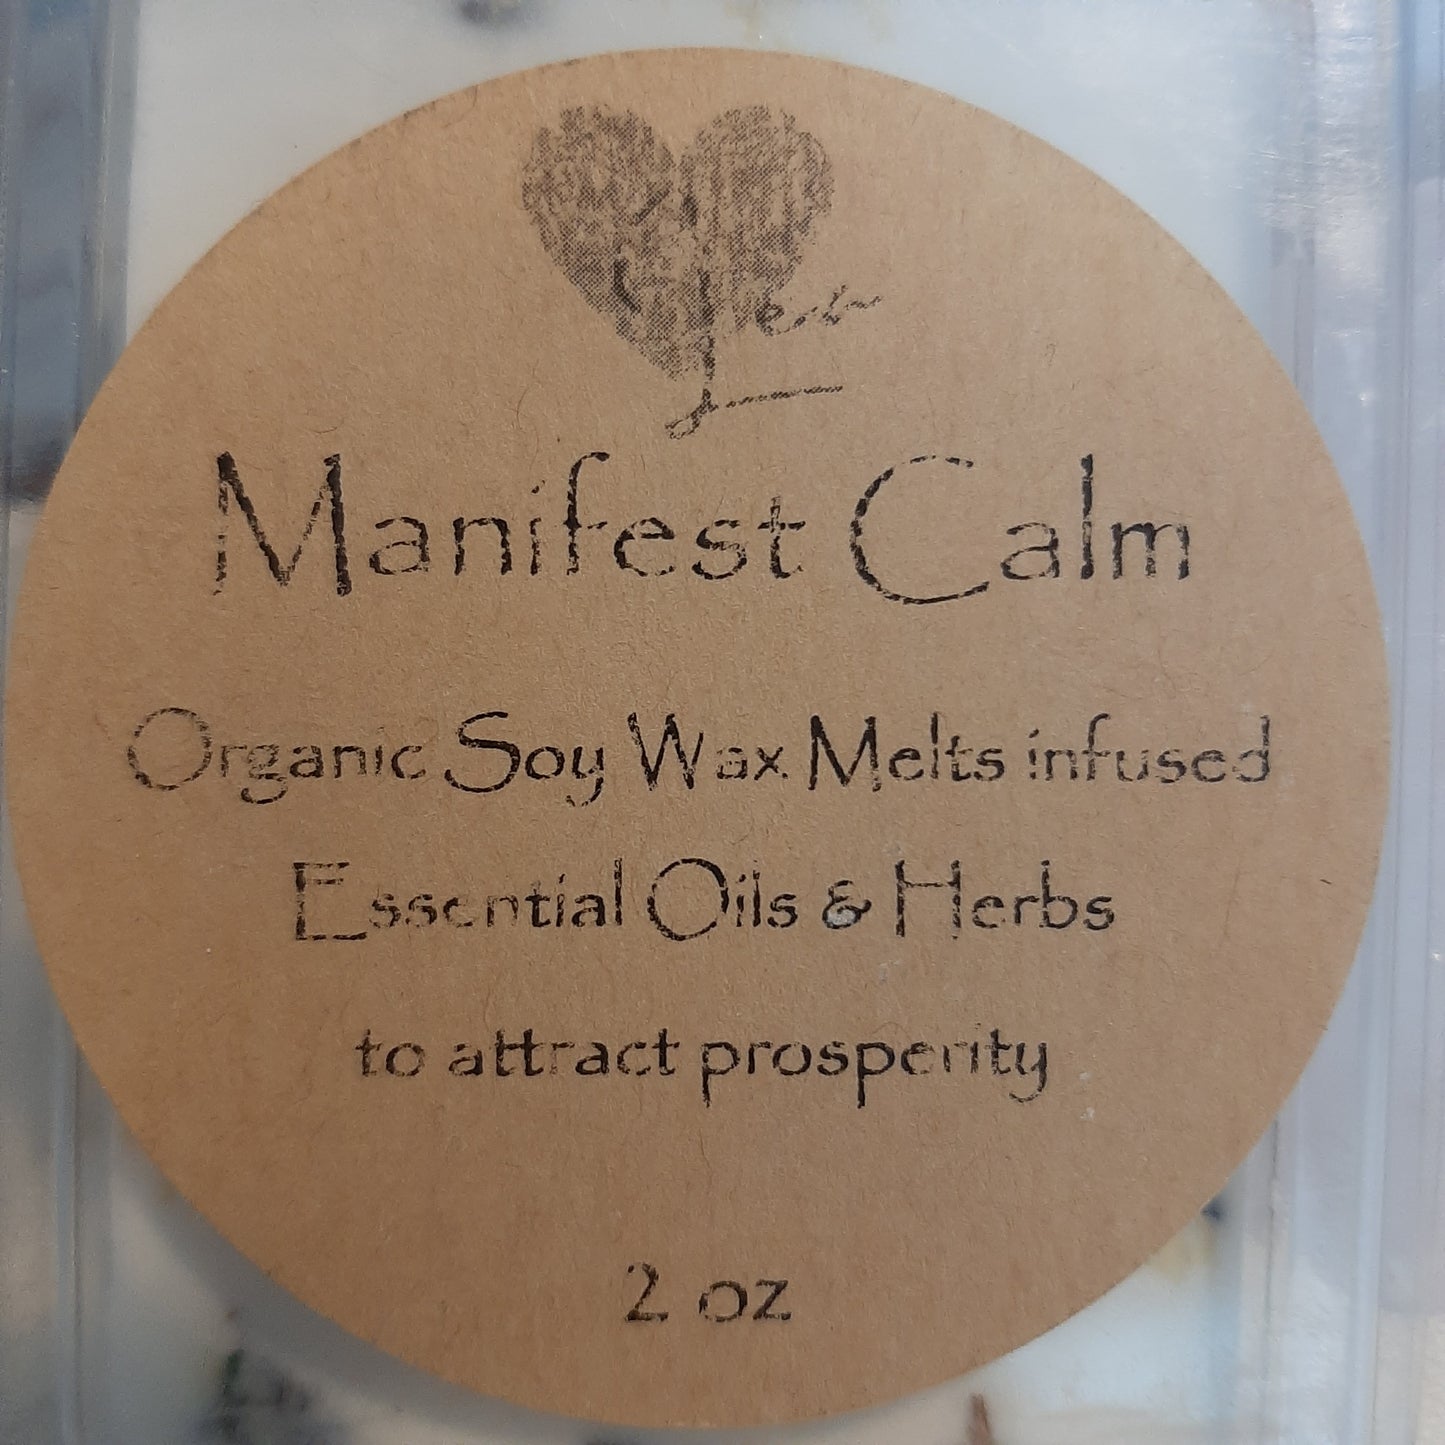 Manifest Calm
Organic Soy Wax Melts infused
Essential Oils & Herbs
to attract prosperity
2 oz